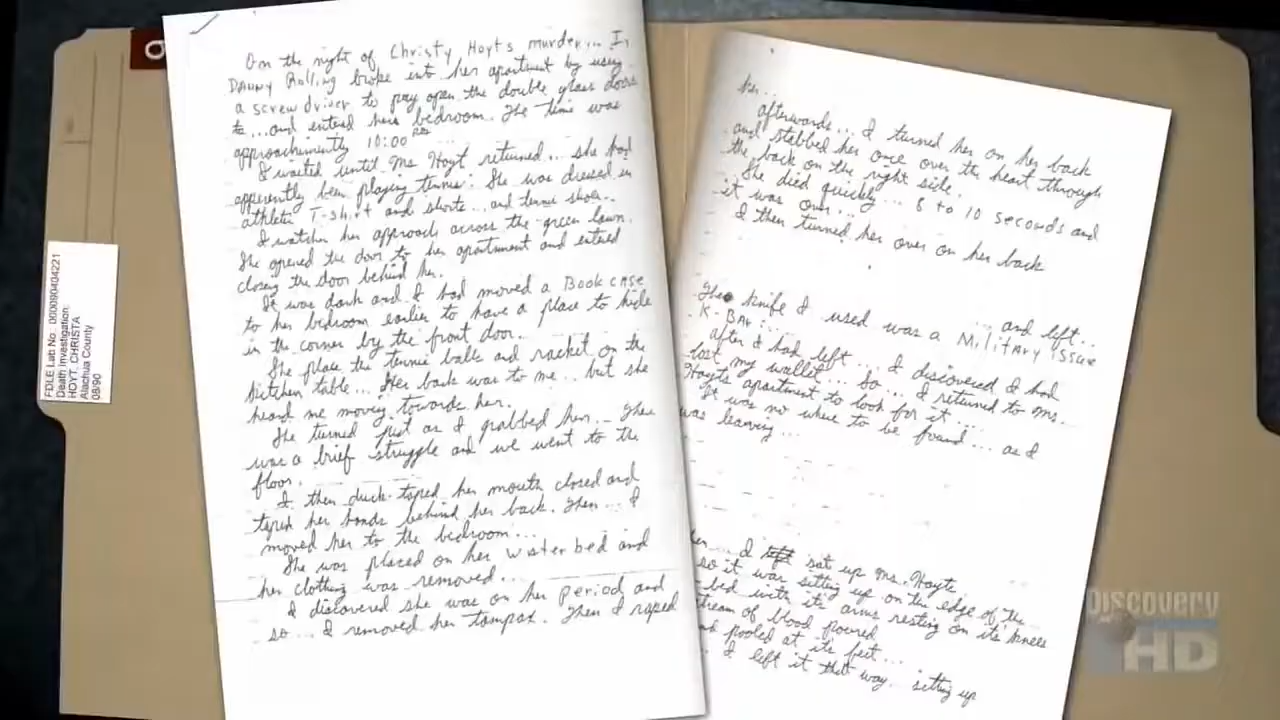 On the night of Christy Hoyts murder... I,
Danny Rolling broke into her apartment by using
a screw driver to pry open the double glass doors
to... and entered her bedroom. The time was
approachimently 10:00 PM
I waited until Ms. Hoyt returned... she had
apparently been playing tennis. She was dressed in
athletic T-shirt and shorts... and tennis shoes..
I watched her approach across the green lawn.
She opened the door to her apartment and entered
closing the door behind her.
It was dark and I had moved a Book case
to her bedroom earlier to have a place to hide
in the corner by the front door.
She place the tennis balls and racket on the
kitchen table... Her back was to me... but she
heard me moving towards her.
She turned just as I grabbed her... There
was a brief struggle and we went to the
floor.
I then duck-taped her mouth closed and
taped her hands behind her back. Then... I
moved her to the bedroom...
She was placed on her water bed and
her clothing was removed...
I discovered she was on her period and
so... I removed her tampax. Then I raped
her...
afterwards... I turned her on her back
and stabbed her once over the heart through
the back on the right side.
She died quickly... 8 to 10 seconds and
it was over...
I then turned her over on her back
... and left...
The knife I used was a Military issue
K-BAr...
after I had left... I discovered I had
lost my wallet... So... I returned to Ms.
Hoyts apartment to look for it...
It was no where to be found... as I
was leaving...
I left sat up Ms. Hoyts
so it was sitting up on the edge of the
bed with it's arms resting on it's knees
stream of blood poured
pooled at its feet...
I left it that way... setting up
FDLE Lab No. 000090404221
Death Investigation:
HOYT, CHRISTA
Alachua County
08/90
Discovery
HD